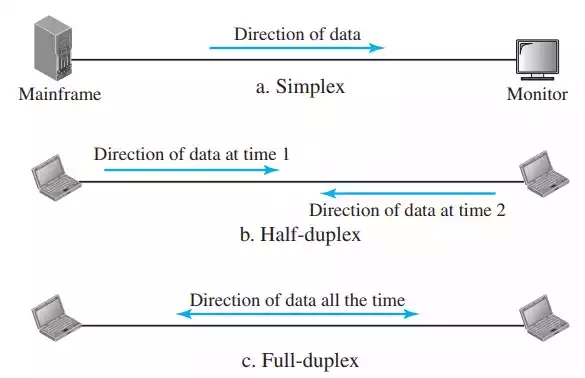 Direction of data
Mainframe
a. Simplex
Monitor
Direction of data at time 1
Direction of data at time 2
b. Half-duplex
Direction of data all the time
c. Full-duplex